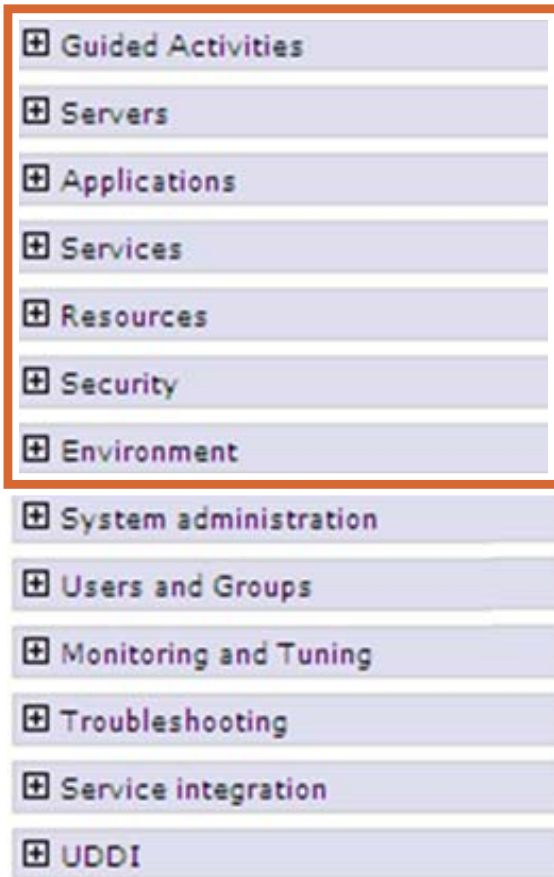 Guided Activities
Servers
Applications
Services
Resources
Security
Environment
System administration
Users and Groups
Monitoring and Tuning
Troubleshooting
Service integration
UDDI